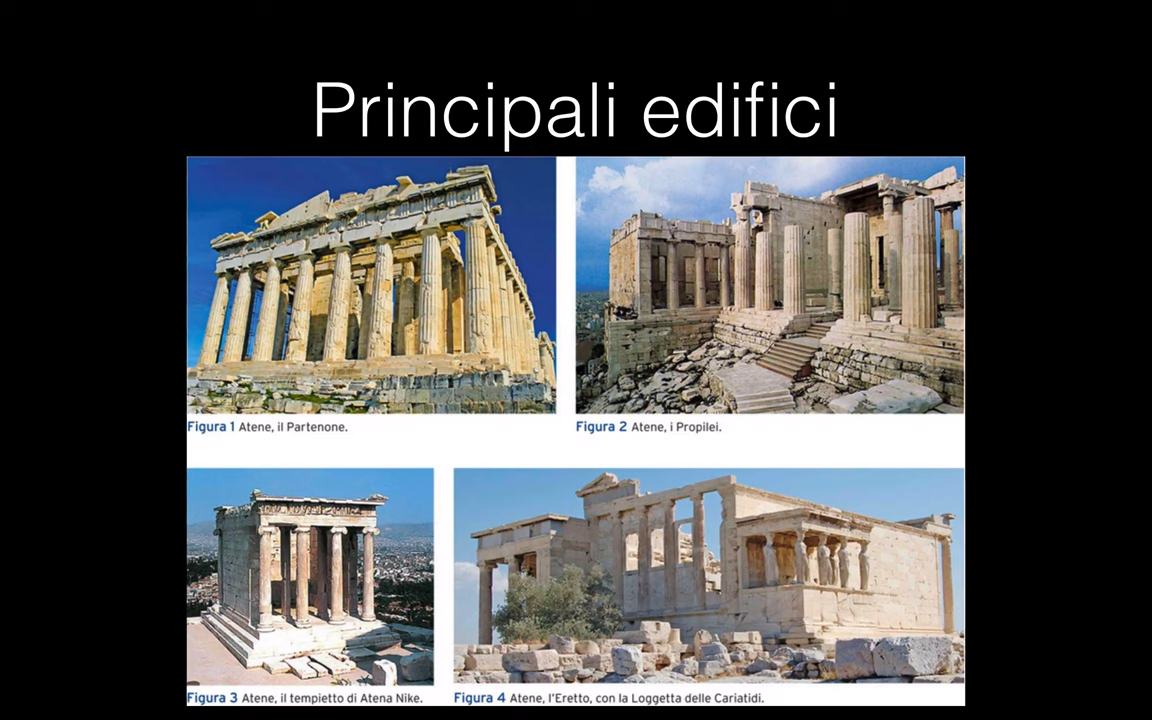 Principali edifici
Figura 1 Atene, il Partenone.
Figura 2 Atene, i Propilei.
Figura 3 Atene, il tempietto di Atena Nike.
Figura 4 Atene, l'Eretto, con la Loggetta delle Cariatidi.